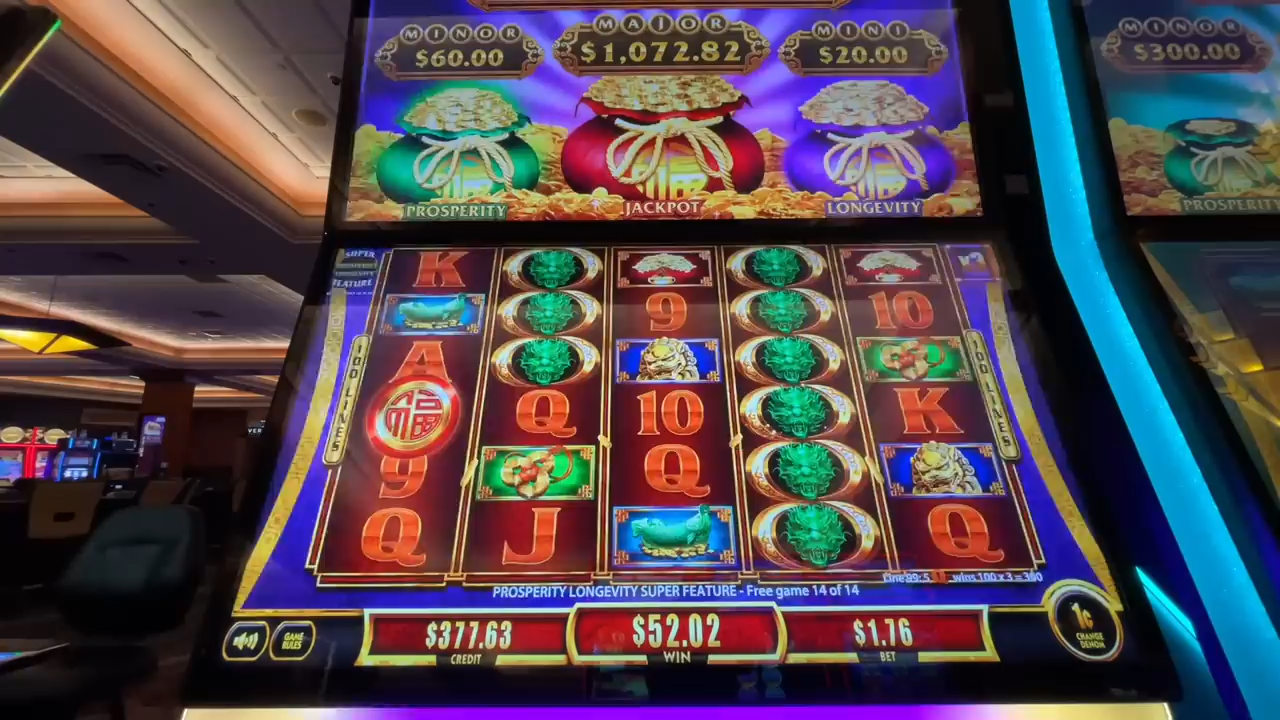 MINOR
$60.00
MAJOR
$1,072.82
MINI
$20.00
MINOR
$300.00
PROSPERITY
JACKPOT
LONGEVITY
PROSPERITY
SUPER
FEATURE
K
A
9
Q
福
Q
J
9
10
Q
10
K
Q
100 LINES
100 LINES
PROSPERITY LONGEVITY SUPER FEATURE - Free game 14 of 14
$377.63
CREDIT
$52.02
WIN
$1.76
BET
GAME
RULES
1¢
CHANGE
DENOM